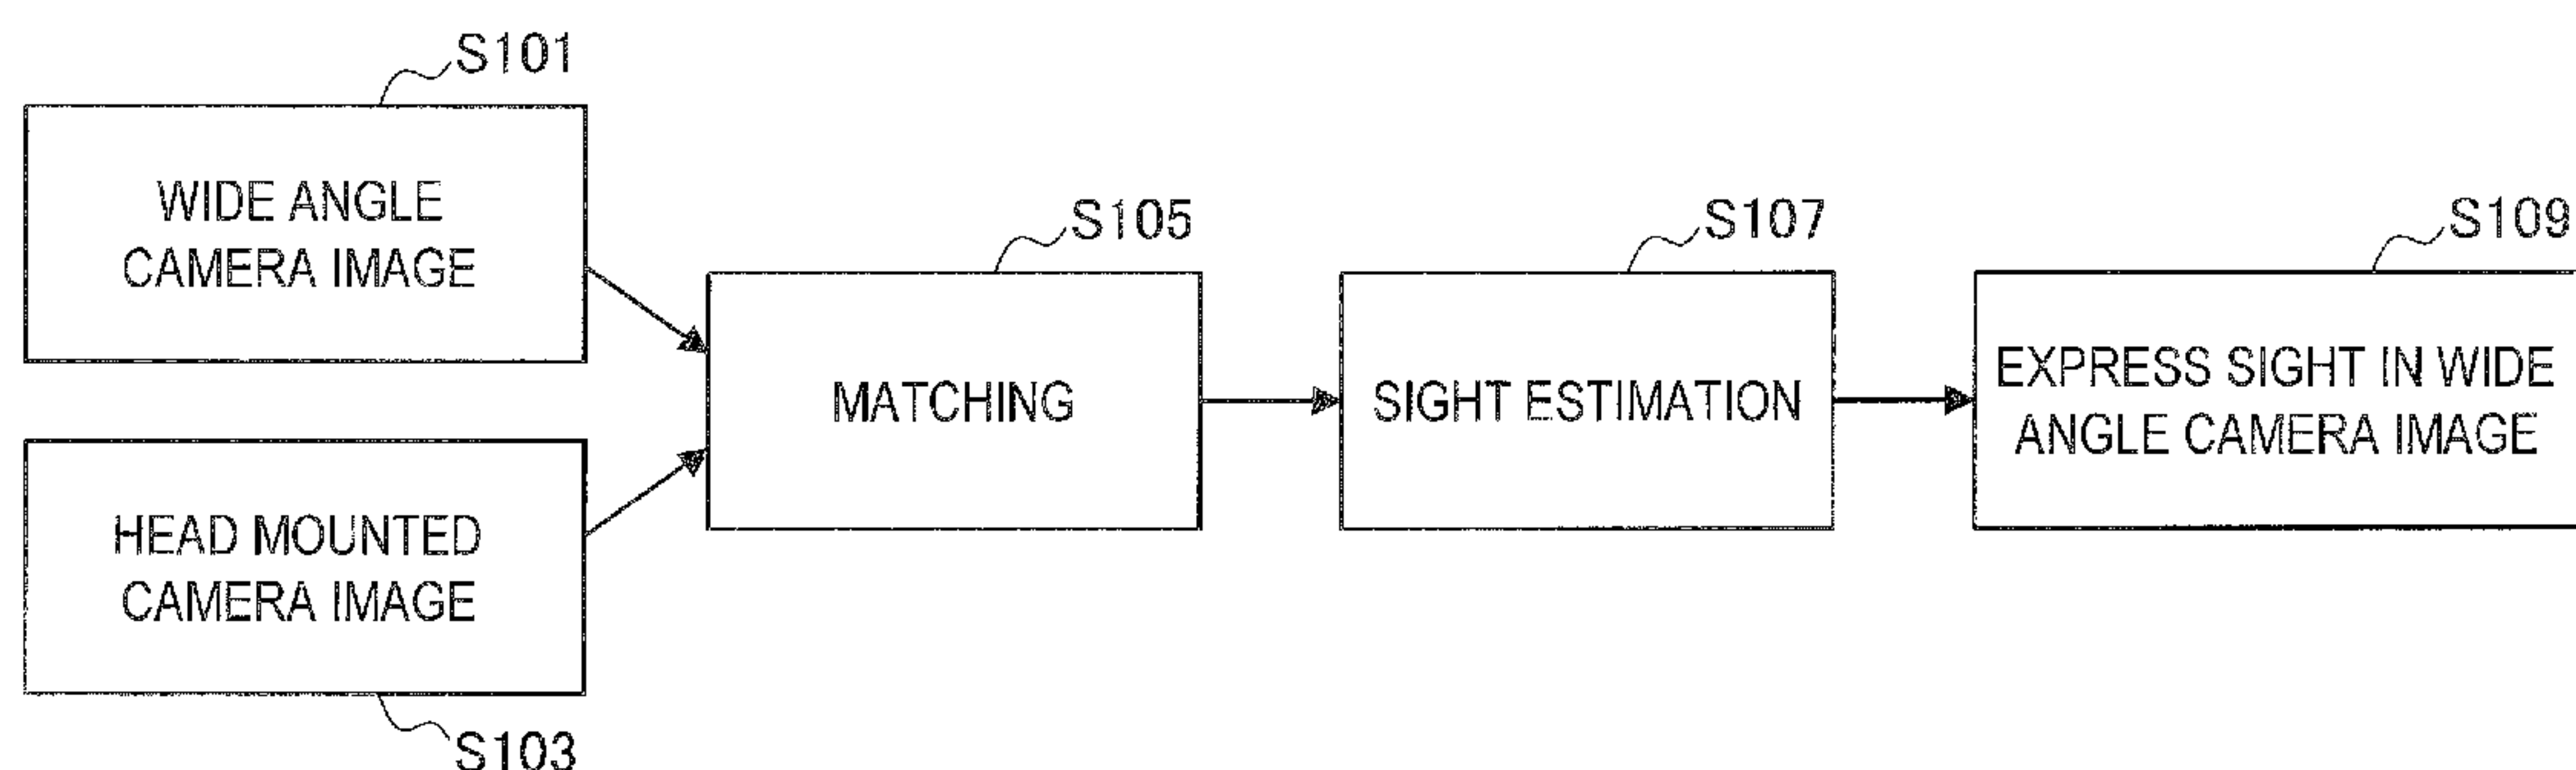 S101
WIDE ANGLE
CAMERA IMAGE
HEAD MOUNTED
CAMERA IMAGE
S103
S105
MATCHING
S107
SIGHT ESTIMATION
S109
EXPRESS SIGHT IN WIDE
ANGLE CAMERA IMAGE